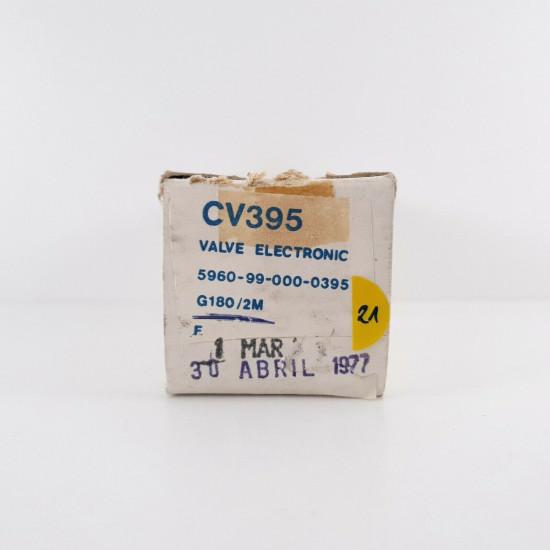 CV395
VALVE ELECTRONIC
5960-99-000-0395
G180/2M
21
F
1 MAR
30 ABRIL 1977